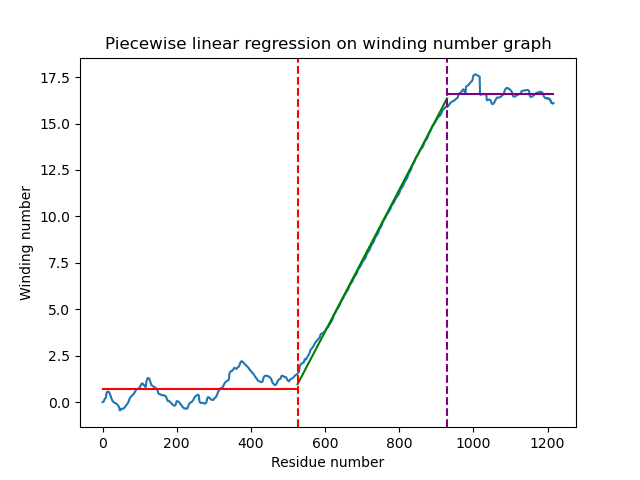 Piecewise linear regression on winding number graph
17.5
15.0
12.5
10.0
7.5
5.0
2.5
0.0
Winding number
0 200 400 600 800 1000 1200
Residue number